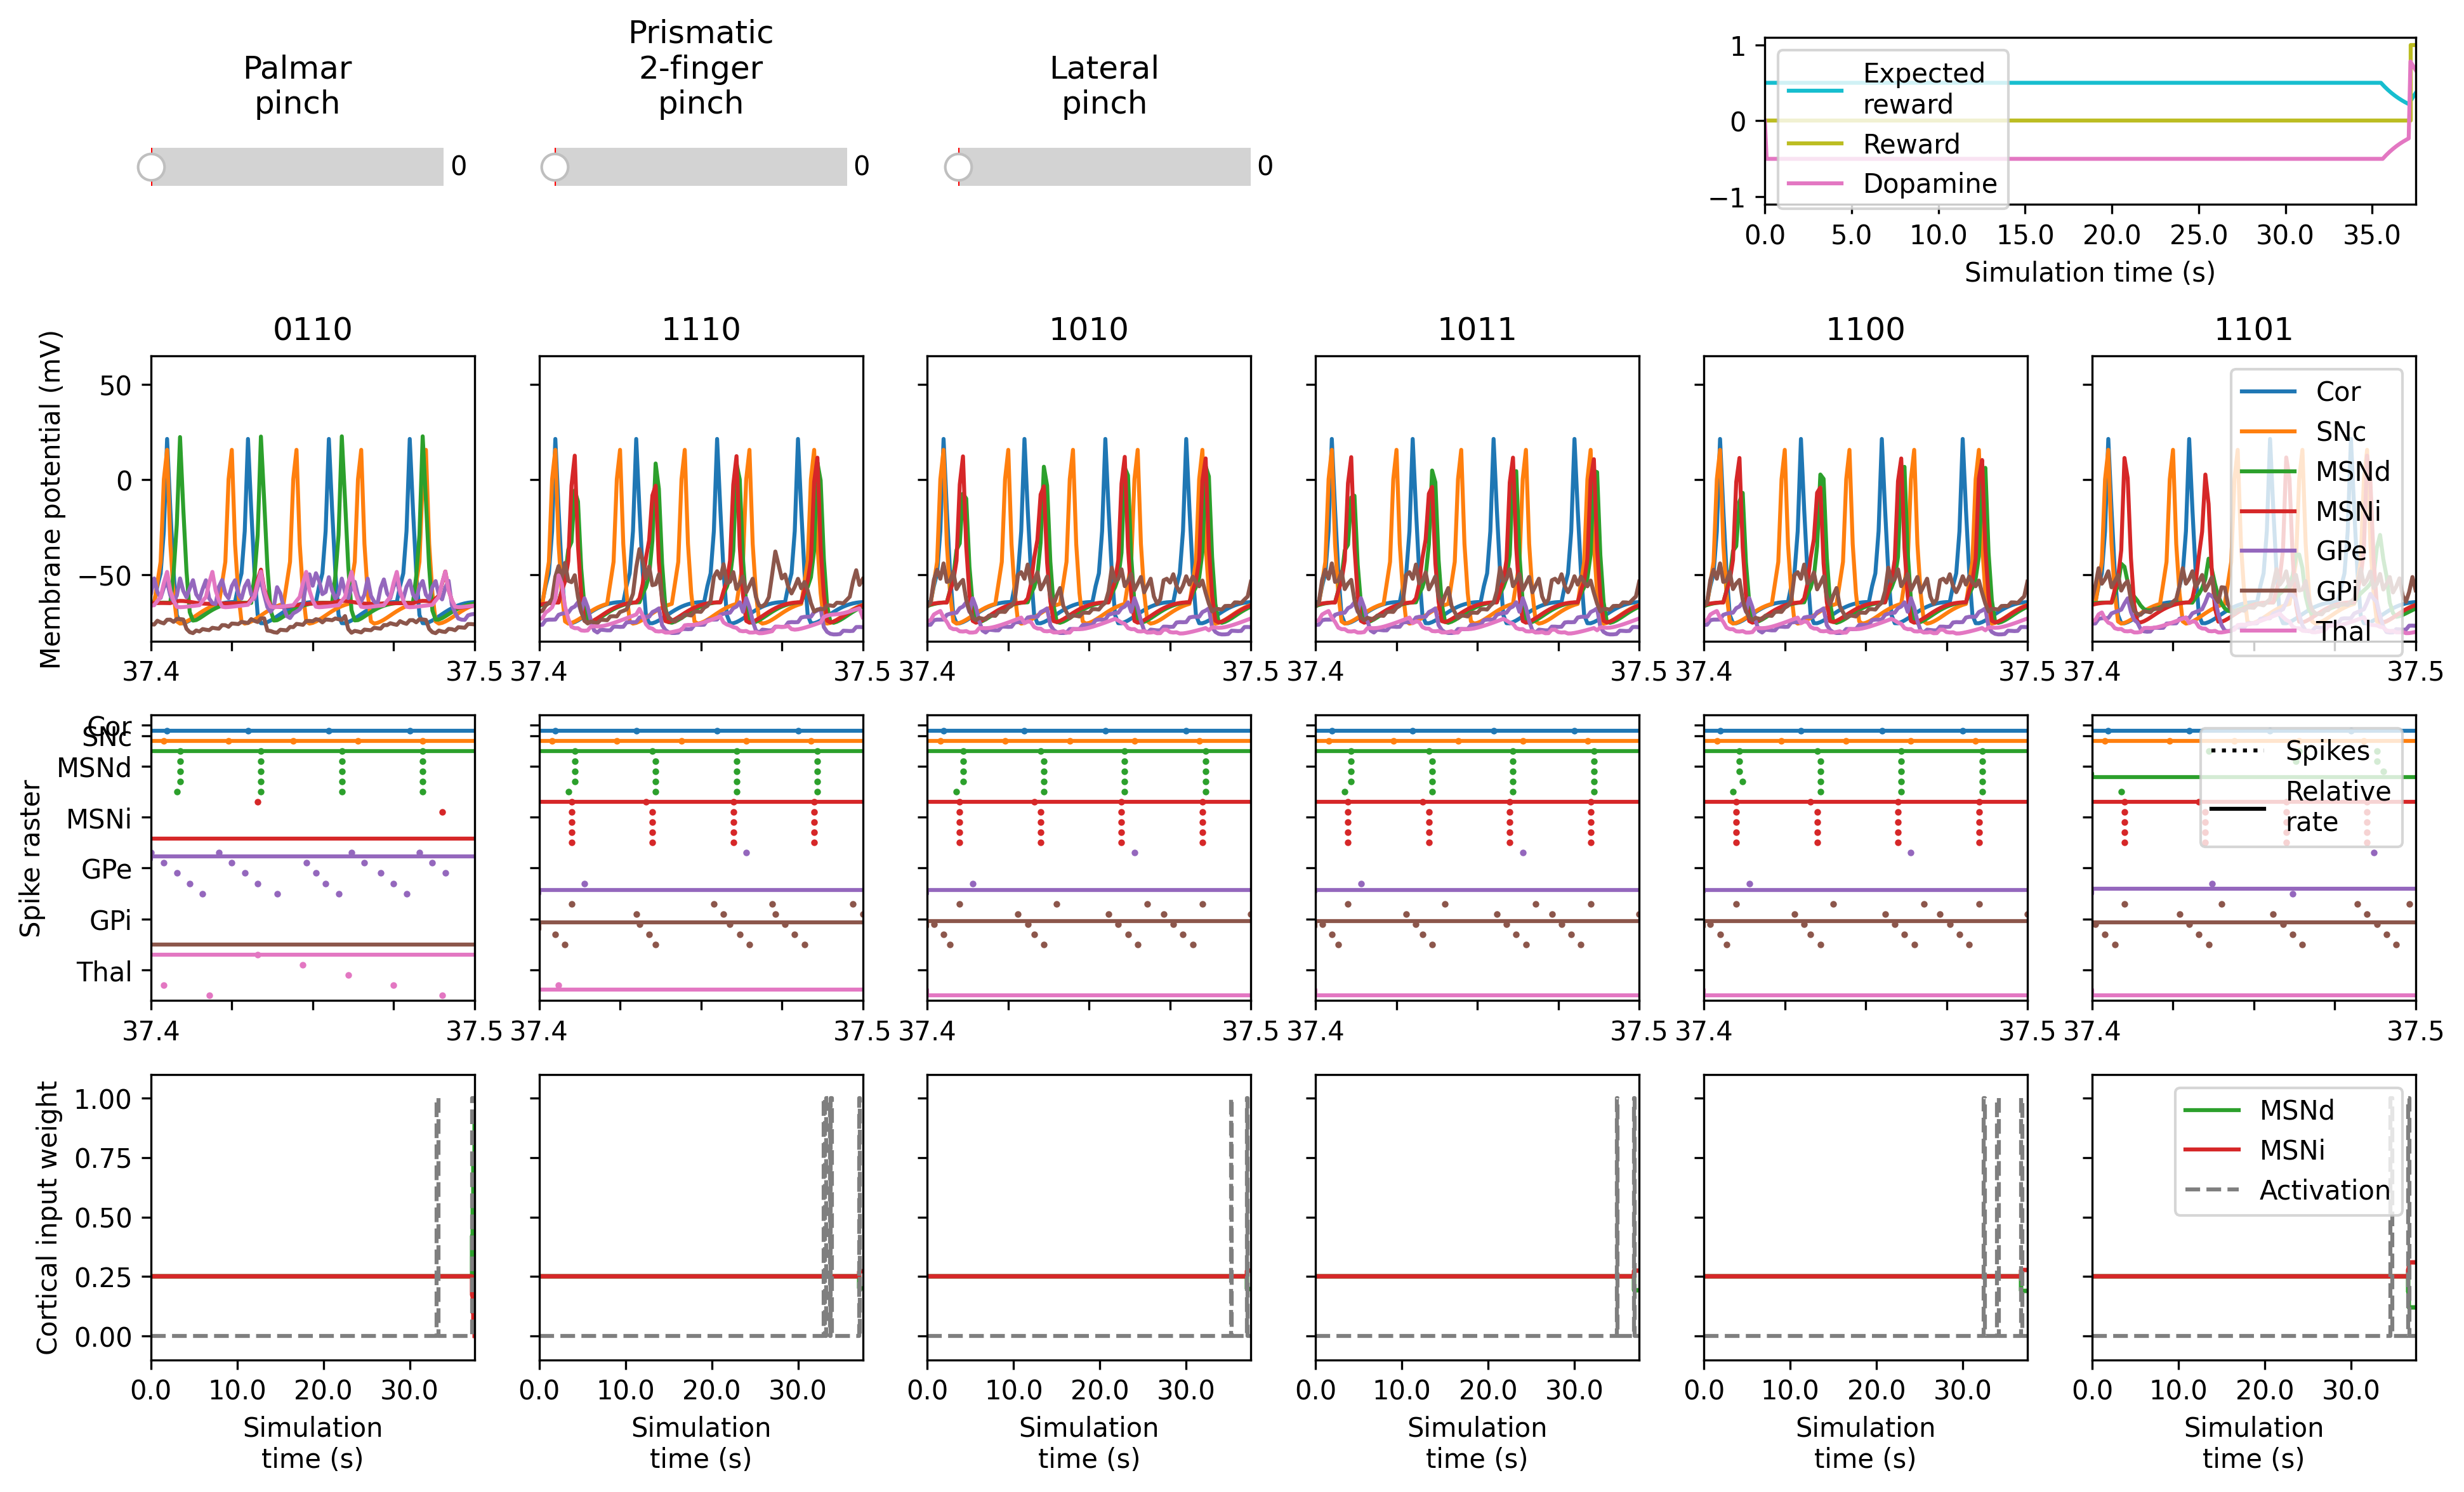 Palmar
pinch
0
Prismatic
2-finger
pinch
0
Lateral
pinch
0
1
0
−1
Expected
reward
Reward
Dopamine
0.0 5.0 10.0 15.0 20.0 25.0 30.0 35.0
Simulation time (s)
0110 1110 1010 1011 1100 1101
Membrane potential (mV)
50
0
−50
Cor
SNc
MSNd
MSNi
GPe
GPi
Thal
37.4 37.5 37.4 37.5 37.4 37.5 37.4 37.5 37.4 37.5 37.4 37.5
Spike raster
Cor
SNc
MSNd
MSNi
GPe
GPi
Thal
Spikes
Relative
rate
37.4 37.5 37.4 37.5 37.4 37.5 37.4 37.5 37.4 37.5 37.4 37.5
Cortical input weight
1.00
0.75
0.50
0.25
0.00
MSNd
MSNi
Activation
0.0 10.0 20.0 30.0 0.0 10.0 20.0 30.0 0.0 10.0 20.0 30.0 0.0 10.0 20.0 30.0 0.0 10.0 20.0 30.0 0.0 10.0 20.0 30.0
Simulation
time (s)
Simulation
time (s)
Simulation
time (s)
Simulation
time (s)
Simulation
time (s)
Simulation
time (s)